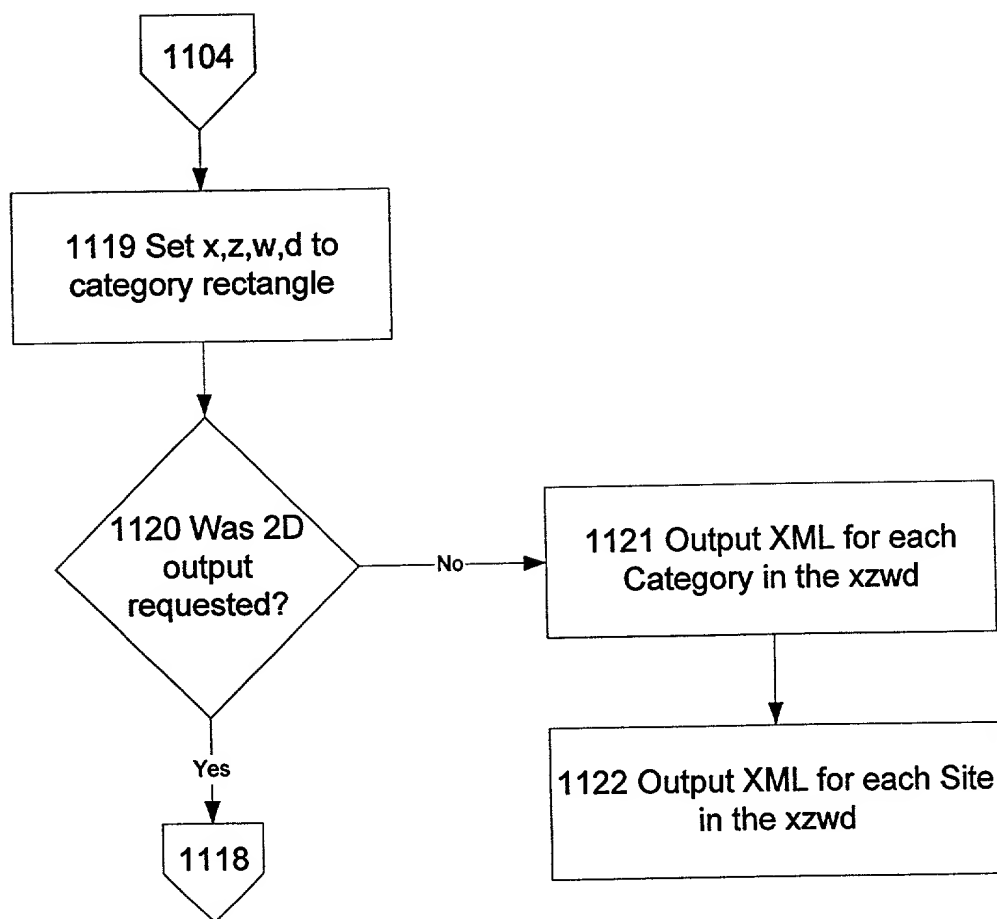 1104
1119 Set x,z,w,d to
category rectangle
1120 Was 2D
output
requested?
No
1121 Output XML for each
Category in the xzwd
1122 Output XML for each Site
in the xzwd
Yes
1118